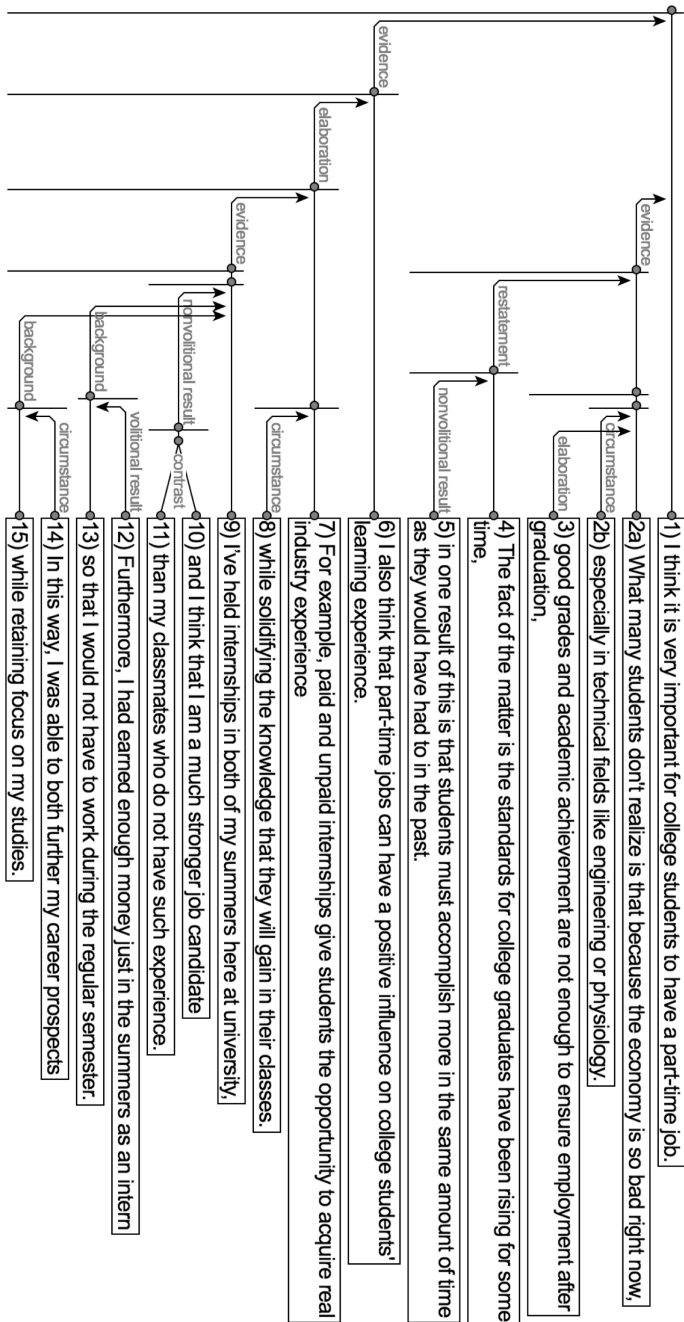 1) I think it is very important for college students to have a part-time job.
2a) What many students don't realize is that because the economy is so bad right now,
2b) especially in technical fields like engineering or physiology.
3) good grades and academic achievement are not enough to ensure employment after
graduation,
4) The fact of the matter is the standards for college graduates have been rising for some
time,
5) in one result of this is that students must accomplish more in the same amount of time
as they would have had to in the past.
6) I also think that part-time jobs can have a positive influence on college students'
learning experience.
7) For example, paid and unpaid internships give students the opportunity to acquire real
industry experience
8) while solidifying the knowledge that they will gain in their classes.
9) I've held internships in both of my summers here at university,
10) and I think that I am a much stronger job candidate
11) than my classmates who do not have such experience.
12) Furthermore, I had earned enough money just in the summers as an intern
13) so that I would not have to work during the regular semester.
14) In this way, I was able to both further my career prospects
15) while retaining focus on my studies.
evidence
evidence
elaboration
evidence
restatement
nonvolitional result
circumstance
elaboration
nonvolitional result
background
background
circumstance
contrast
volitional result
circumstance